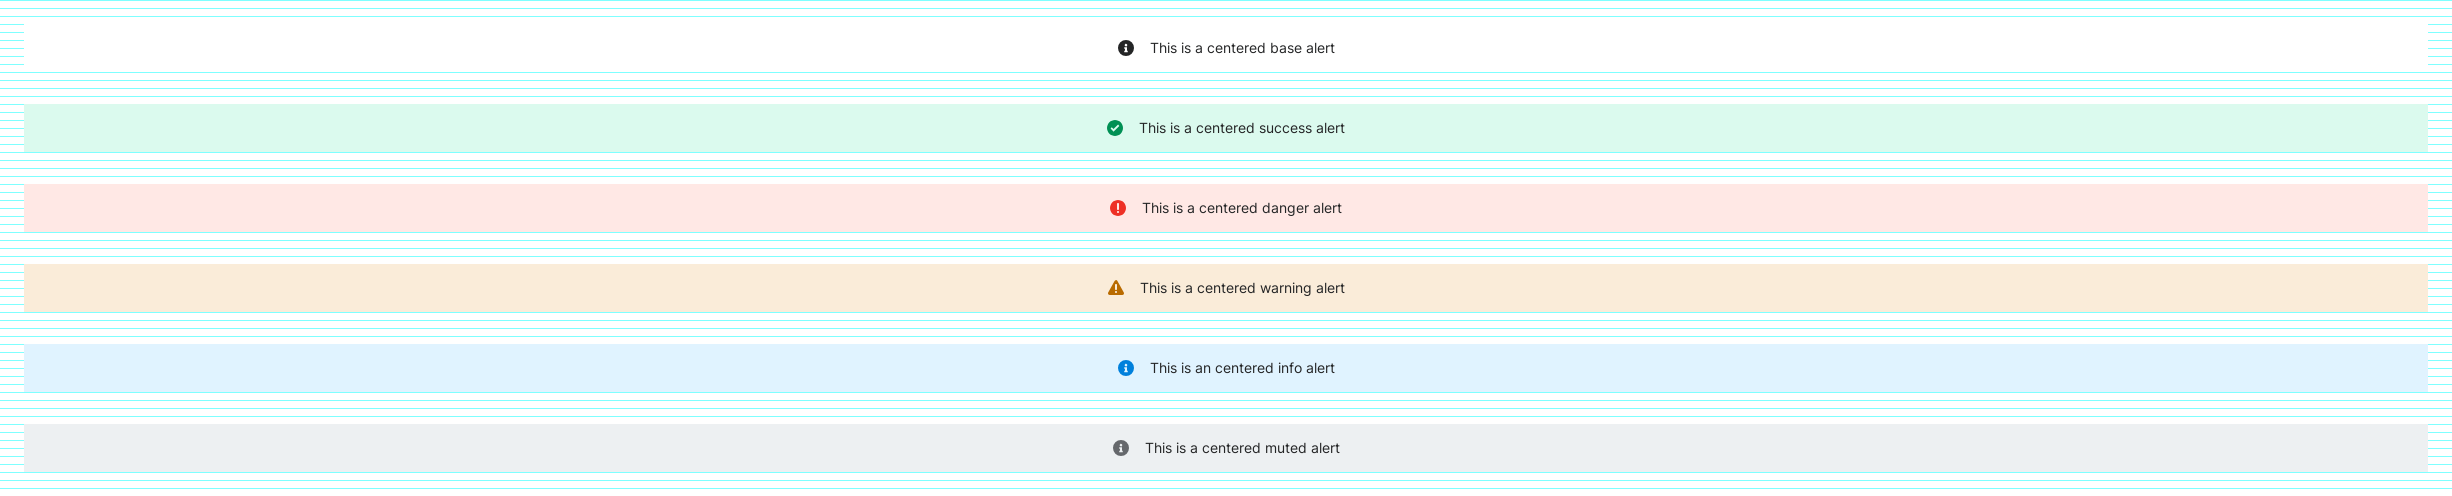 This is a centered base alert
This is a centered success alert
This is a centered danger alert
This is a centered warning alert
This is an centered info alert
This is a centered muted alert